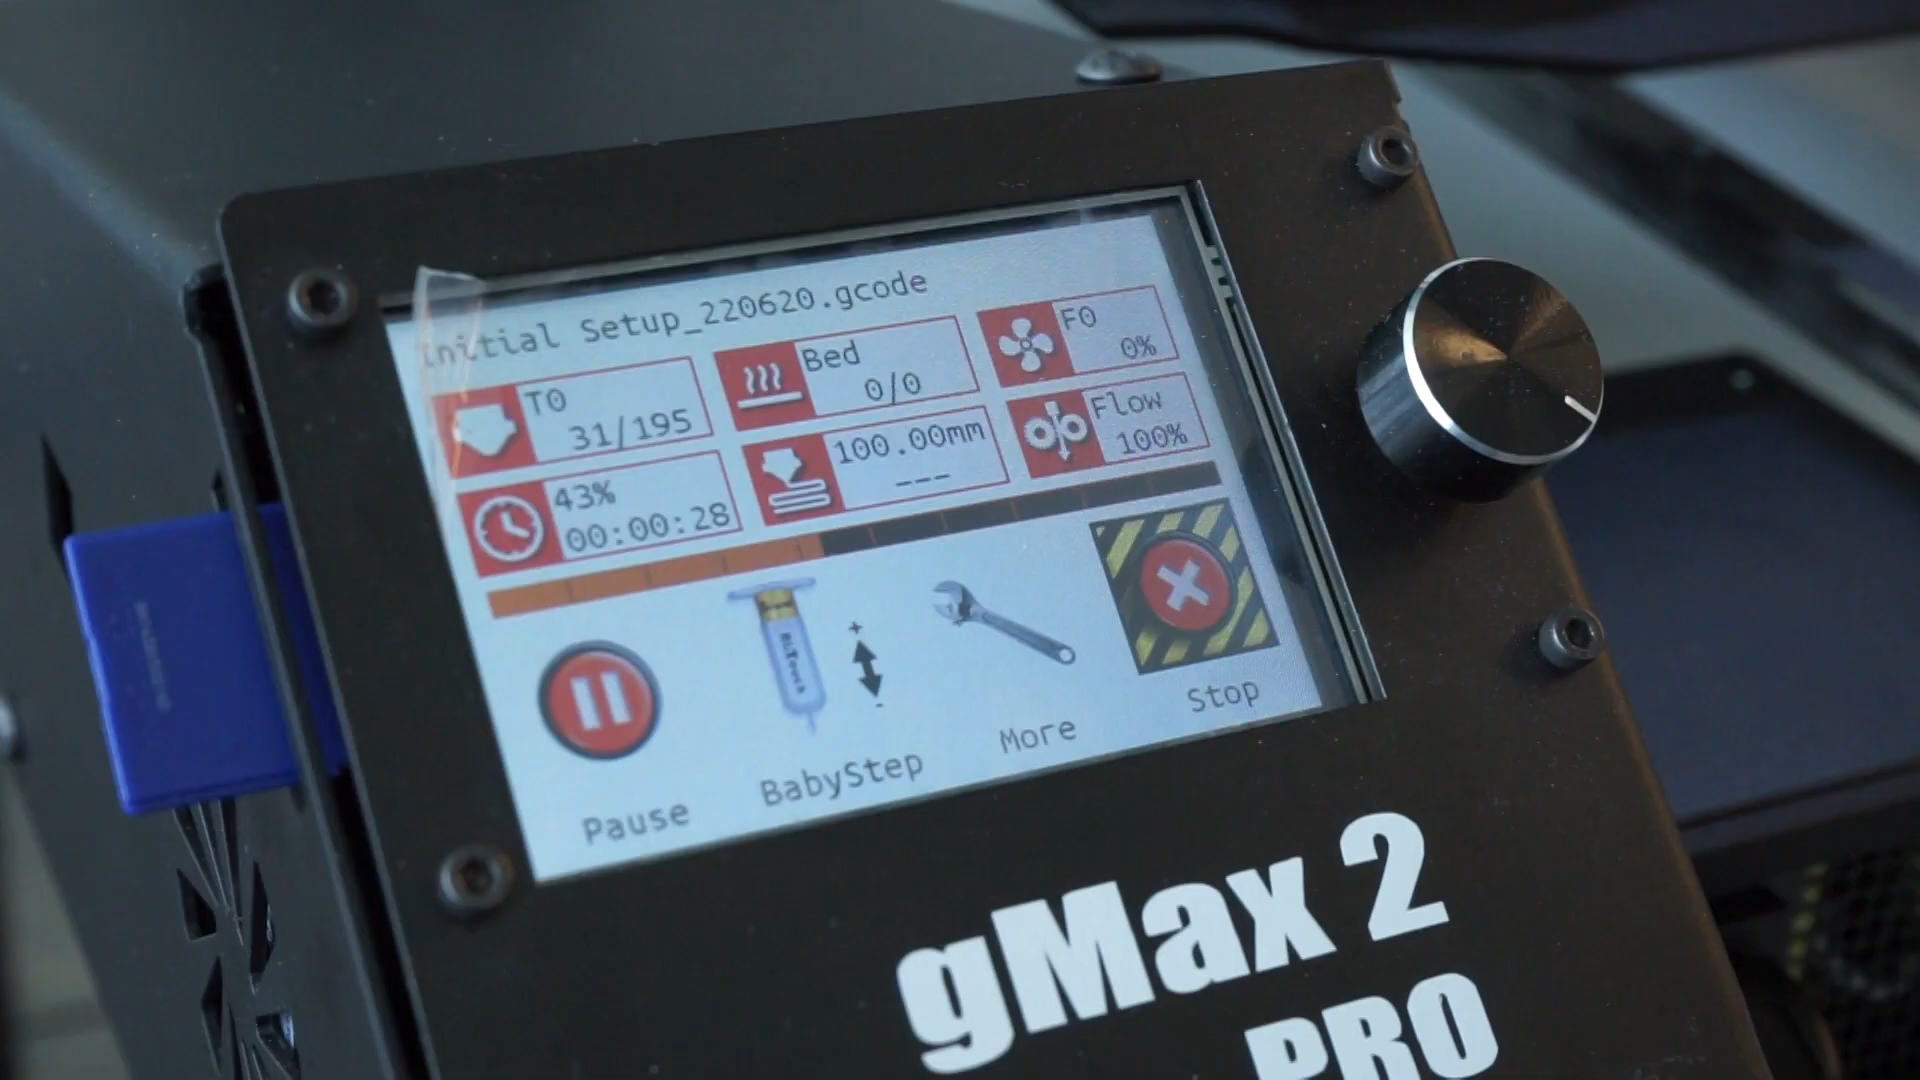 Initial Setup_220620.gcode
T0
31/195
Bed
0/0
F0
0%
43%
00:00:28
100.00mm
---
Flow
100%
BLTouch
+
-
Pause
BabyStep
More
Stop
gMax 2
PRO